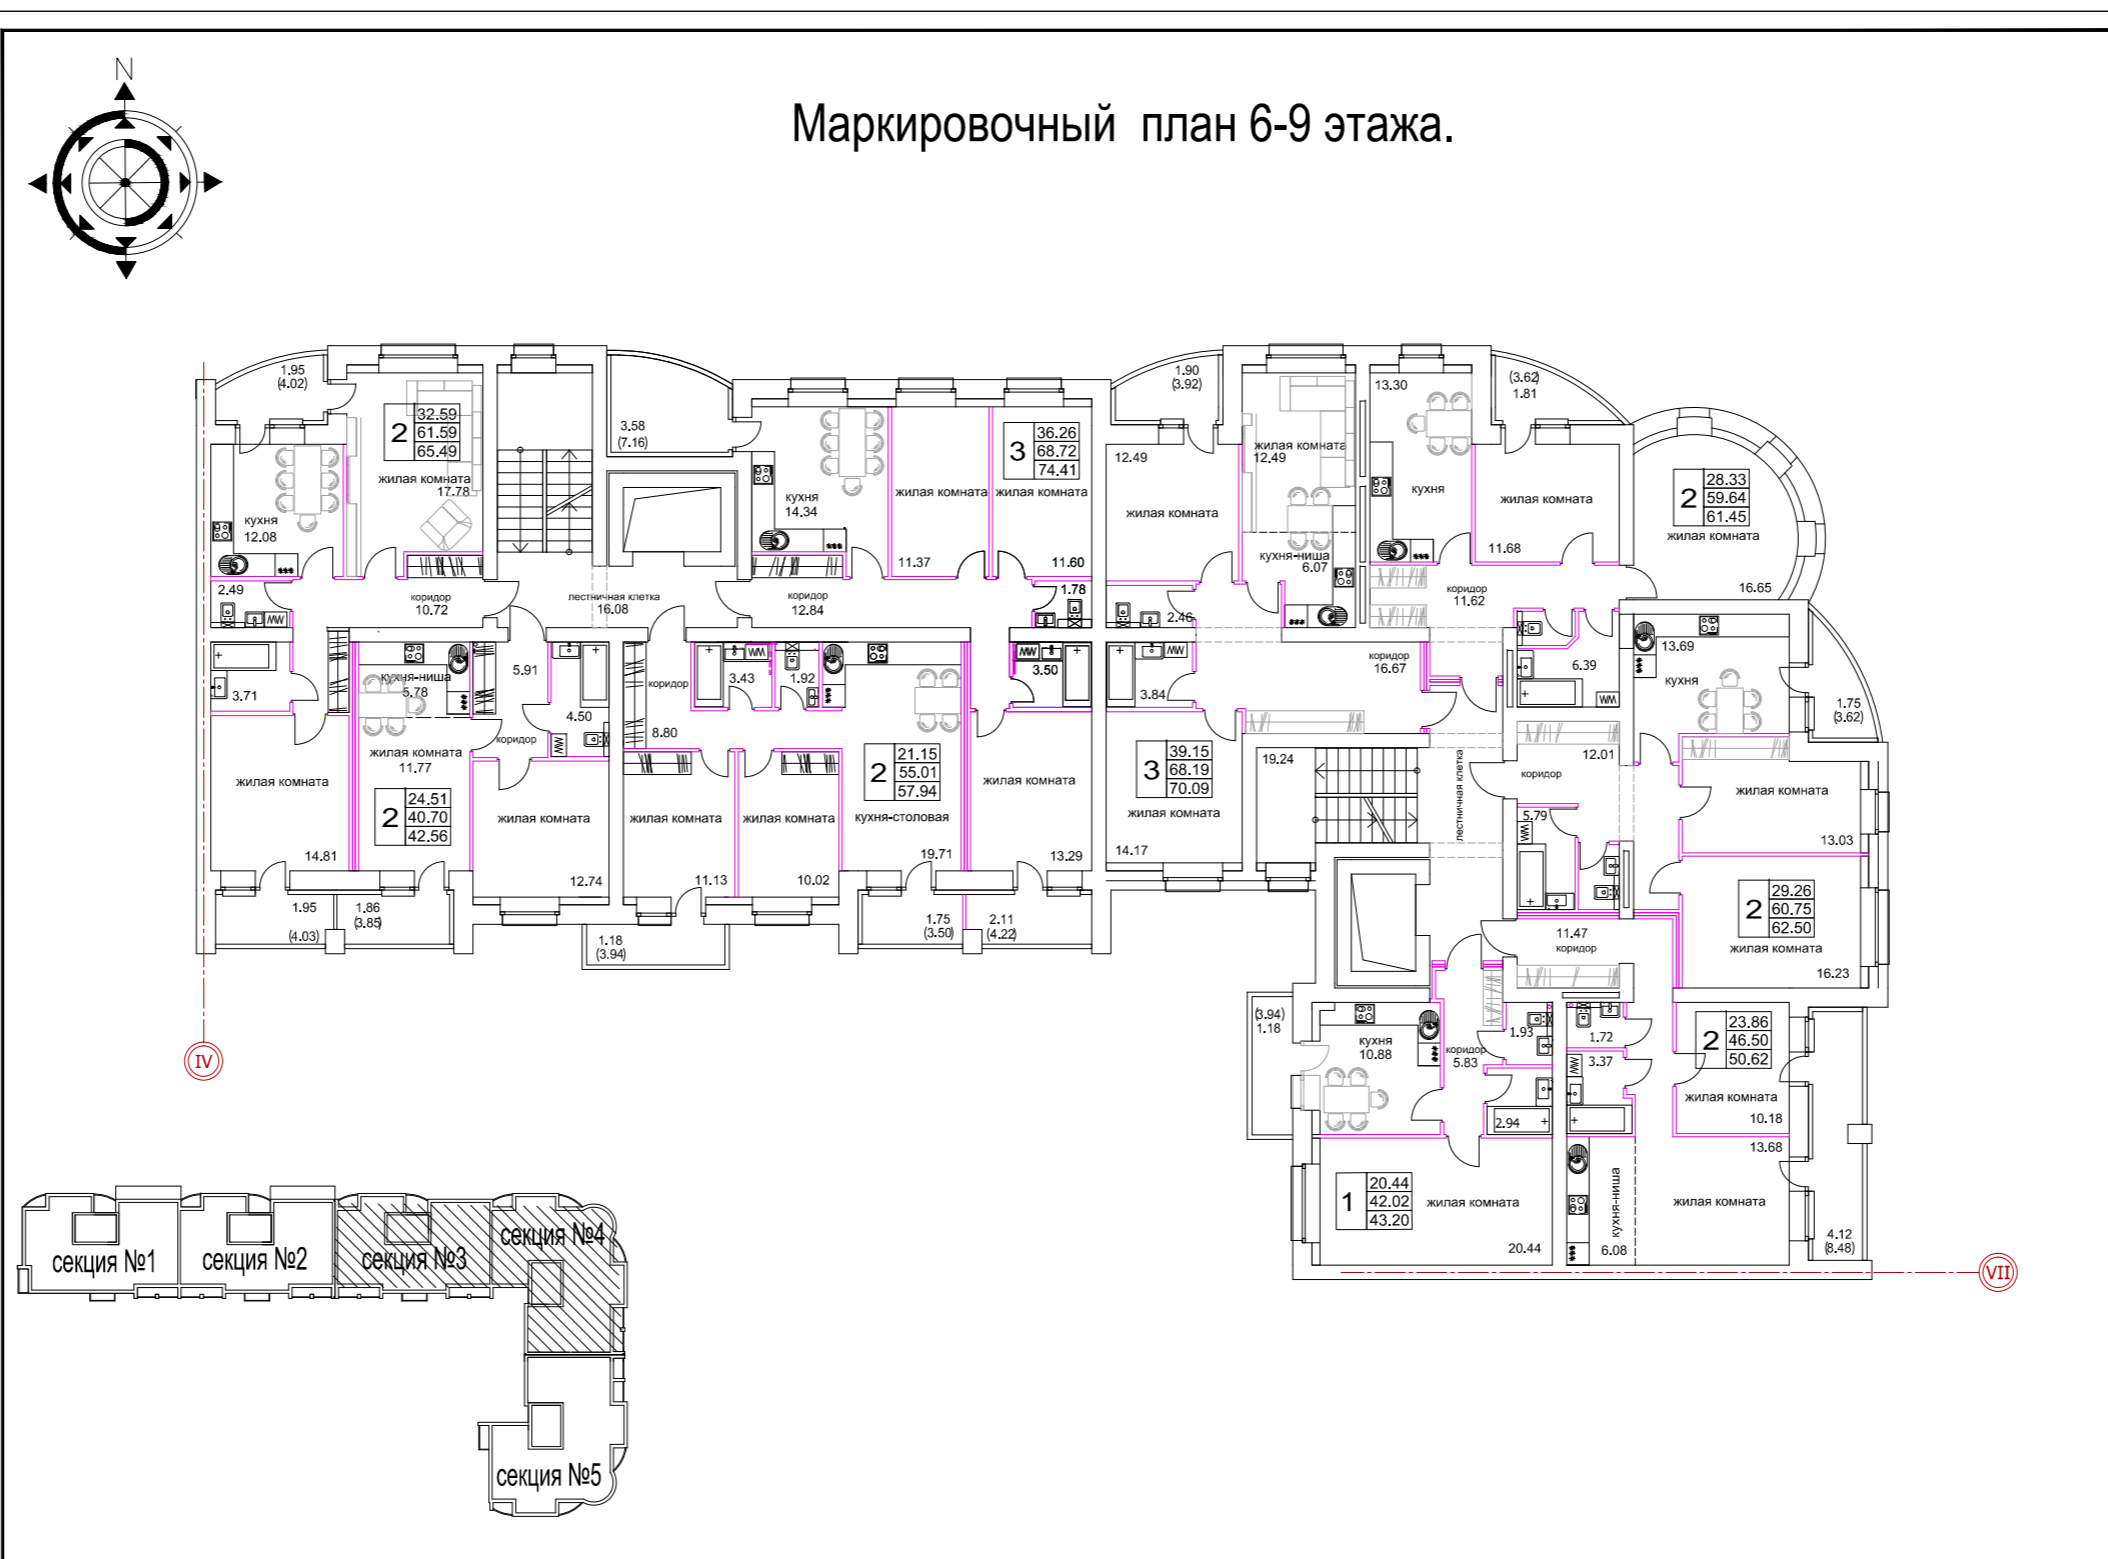 N
Маркировочный план 6-9 этажа.
1.95
(4.02)
2
32.59
61.59
65.49
жилая комната
17.78
кухня
12.08
2.49
коридор
10.72
3.71
жилая комната
14.81
1.95
(4.03)
кухня-ниша
5.78
жилая комната
11.77
2
24.51
40.70
42.56
1.86
(3.85)
5.91
4.50
коридор
жилая комната
12.74
лестничная клетка
16.08
3.58
(7.16)
кухня
14.34
жилая комната
11.37
3
36.26
68.72
74.41
жилая комната
11.60
коридор
12.84
1.78
3.50
жилая комната
13.29
2.11
(4.22)
коридор
8.80
3.43
1.92
жилая комната
11.13
жилая комната
10.02
2
21.15
55.01
57.94
кухня-столовая
19.71
1.75
(3.50)
1.18
(3.94)
1.90
(3.92)
12.49
жилая комната
жилая комната
12.49
кухня-ниша
6.07
2.46
3.84
коридор
16.67
3
39.15
68.19
70.09
жилая комната
14.17
19.24
лестничная клетка
13.30
кухня
(3.62)
1.81
жилая комната
11.68
коридор
11.62
6.39
2
28.33
59.64
61.45
жилая комната
16.65
13.69
кухня
1.75
(3.62)
12.01
коридор
5.79
жилая комната
13.03
2
29.26
60.75
62.50
жилая комната
16.23
11.47
коридор
1.72
3.37
2
23.86
46.50
50.62
жилая комната
10.18
13.68
жилая комната
кухня-ниша
6.08
4.12
(8.48)
(3.94)
1.18
кухня
10.88
коридор
5.83
1.93
2.94
1
20.44
42.02
43.20
жилая комната
20.44
IV
VII
секция №1
секция №2
секция №3
секция №4
секция №5